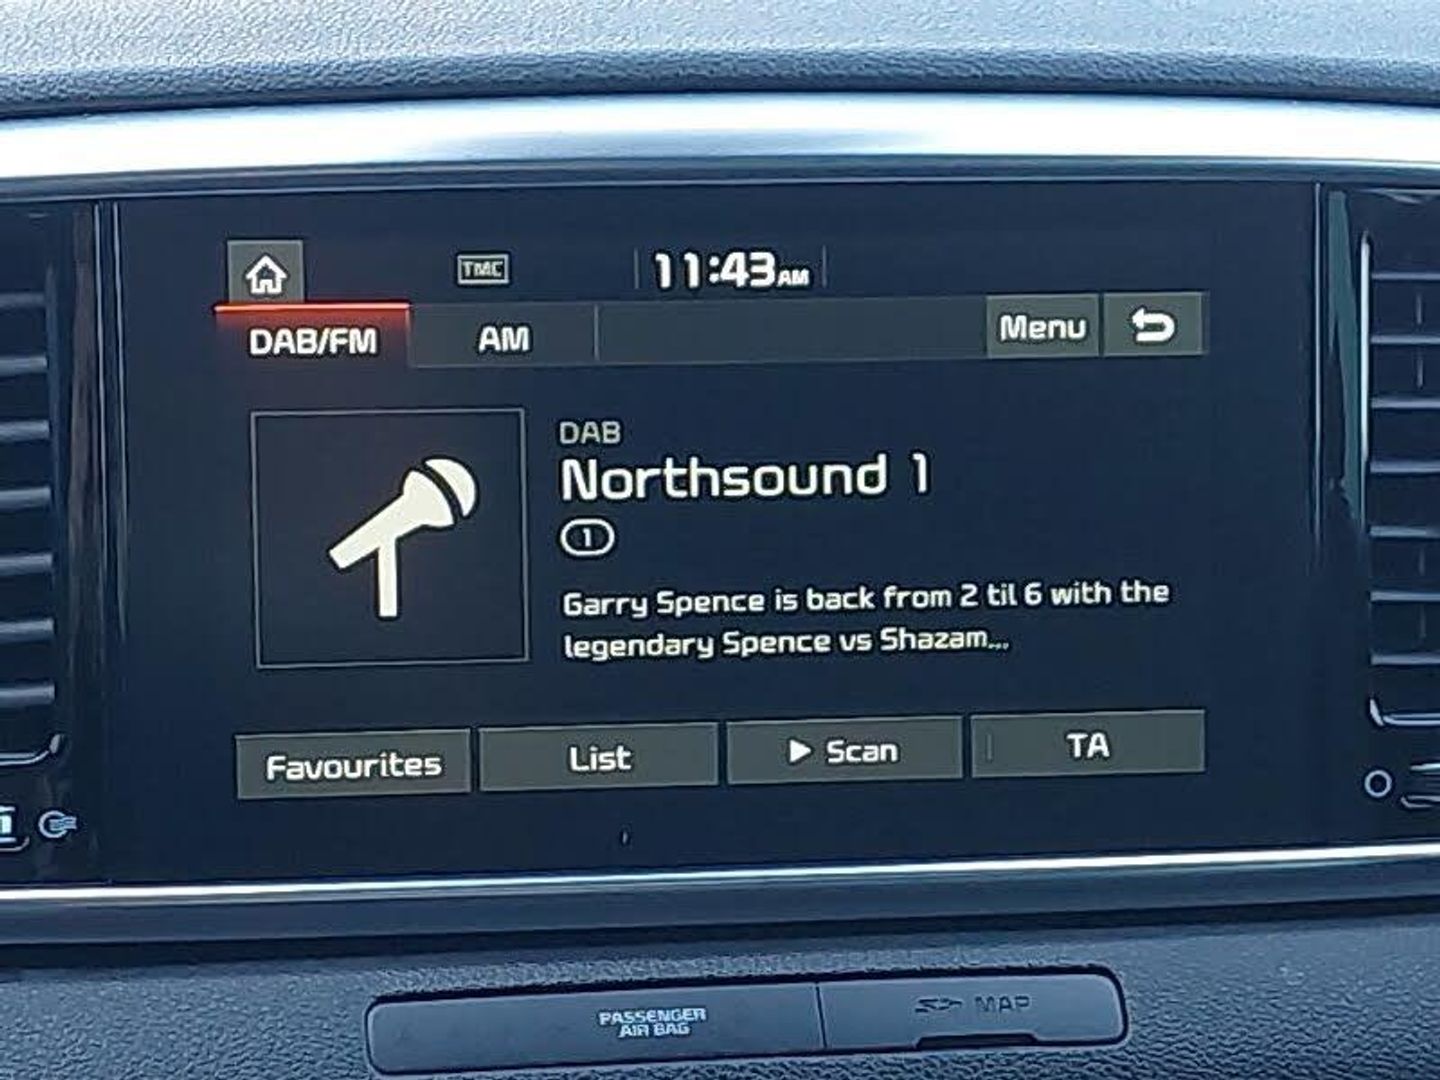 TMC
11:43AM
DAB/FM
AM
Menu
DAB
Northsound 1
1
Garry Spence is back from 2 til 6 with the
legendary Spence vs Shazam...
Favourites
List
Scan
TA
PASSENGER
AIR BAG
MAP